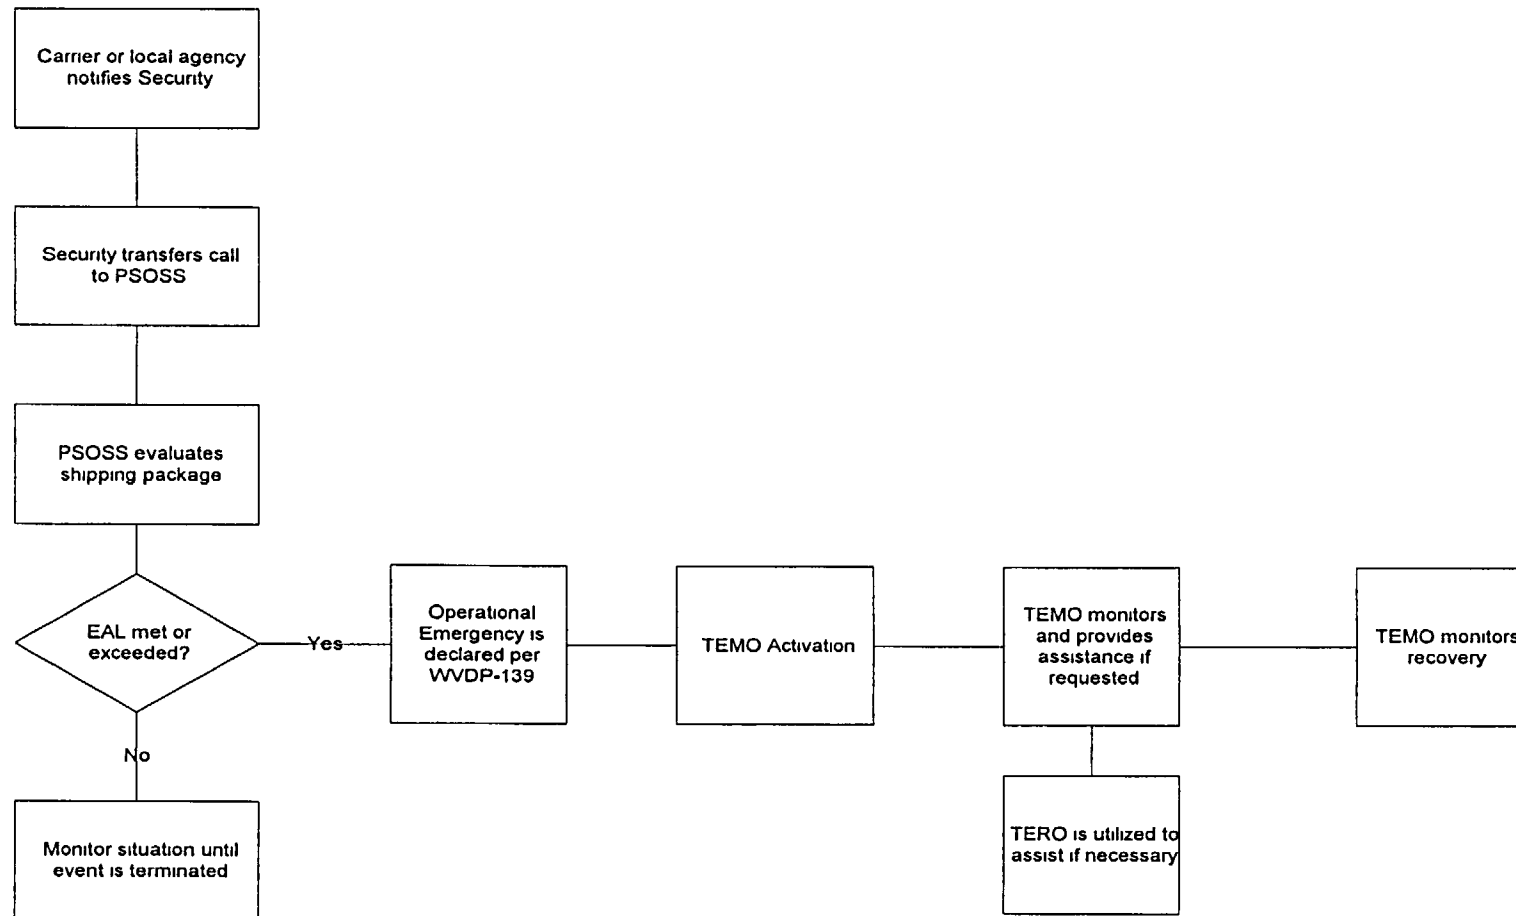 Carrier or local agency
notifies Security
Security transfers call
to PSOSS
PSOSS evaluates
shipping package
EAL met or
exceeded?
Yes
Operational
Emergency is
declared per
WVDP-139
TEMO Activation
TEMO monitors
and provides
assistance if
requested
TEMO monitors
recovery
No
Monitor situation until
event is terminated
TERO is utilized to
assist if necessary